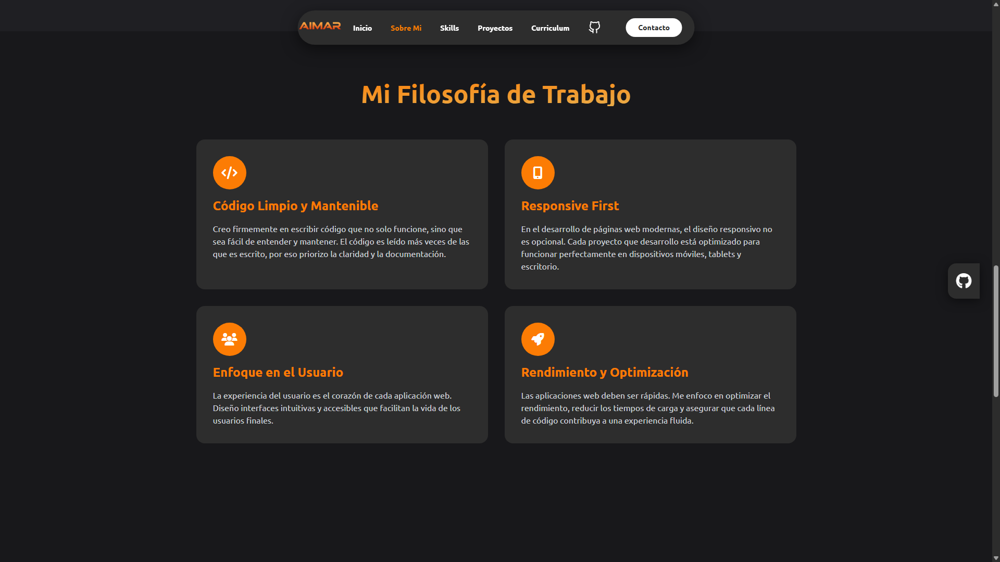 AIMAR Inicio Sobre Mi Skills Proyectos Curriculum Contacto
Mi Filosofía de Trabajo
Código Limpio y Mantenible
Creo firmemente en escribir código que no solo funcione, sino que
sea fácil de entender y mantener. El código es leído más veces de las
que es escrito, por eso priorizo la claridad y la documentación.
Responsive First
En el desarrollo de páginas web modernas, el diseño responsivo no
es opcional. Cada proyecto que desarrollo está optimizado para
funcionar perfectamente en dispositivos móviles, tablets y
escritorio.
Enfoque en el Usuario
La experiencia del usuario es el corazón de cada aplicación web.
Diseño interfaces intuitivas y accesibles que facilitan la vida de los
usuarios finales.
Rendimiento y Optimización
Las aplicaciones web deben ser rápidas. Me enfoco en optimizar el
rendimiento, reducir los tiempos de carga y asegurar que cada línea
de código contribuya a una experiencia fluida.